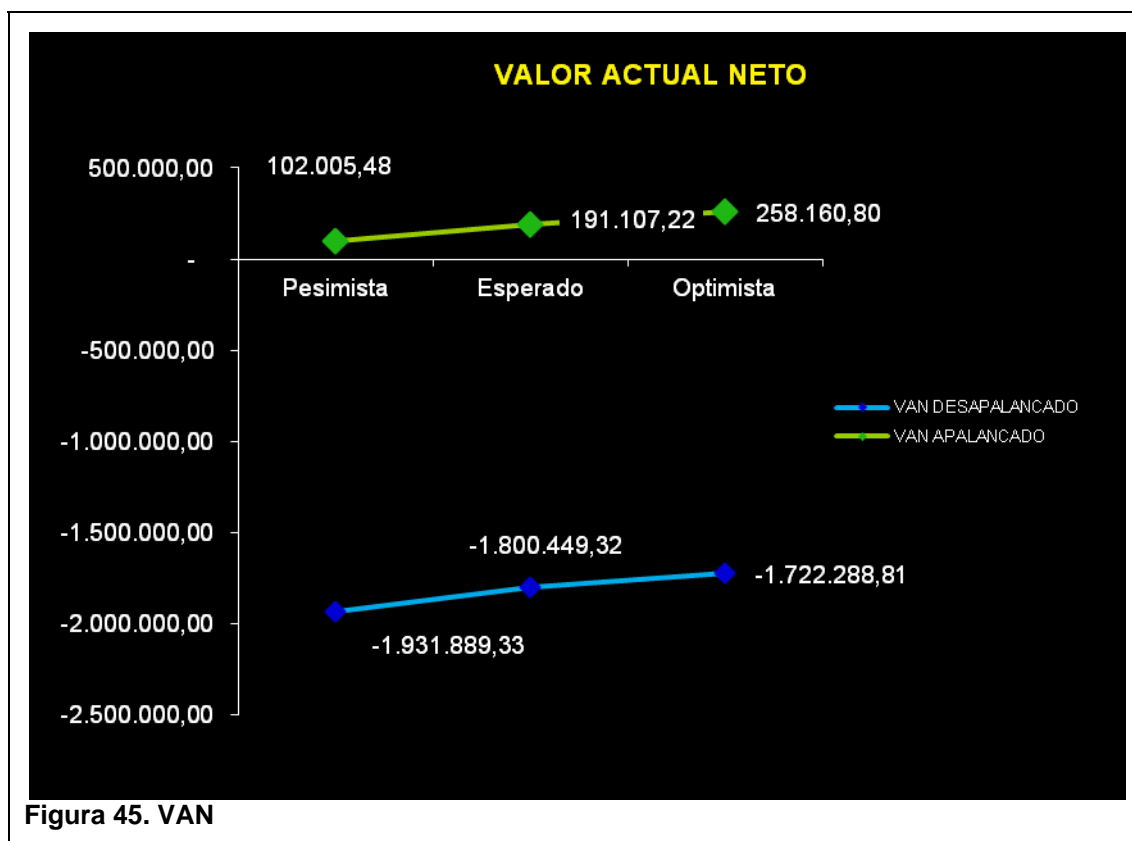 VALOR ACTUAL NETO
500.000,00
102.005,48
191.107,22
258.160,80
-
Pesimista
Esperado
Optimista
-500.000,00
VAN DESAPALANCADO
VAN APALANCADO
-1.000.000,00
-1.500.000,00
-1.800.449,32
-1.722.288,81
-2.000.000,00
-1.931.889,33
-2.500.000,00
Figura 45. VAN